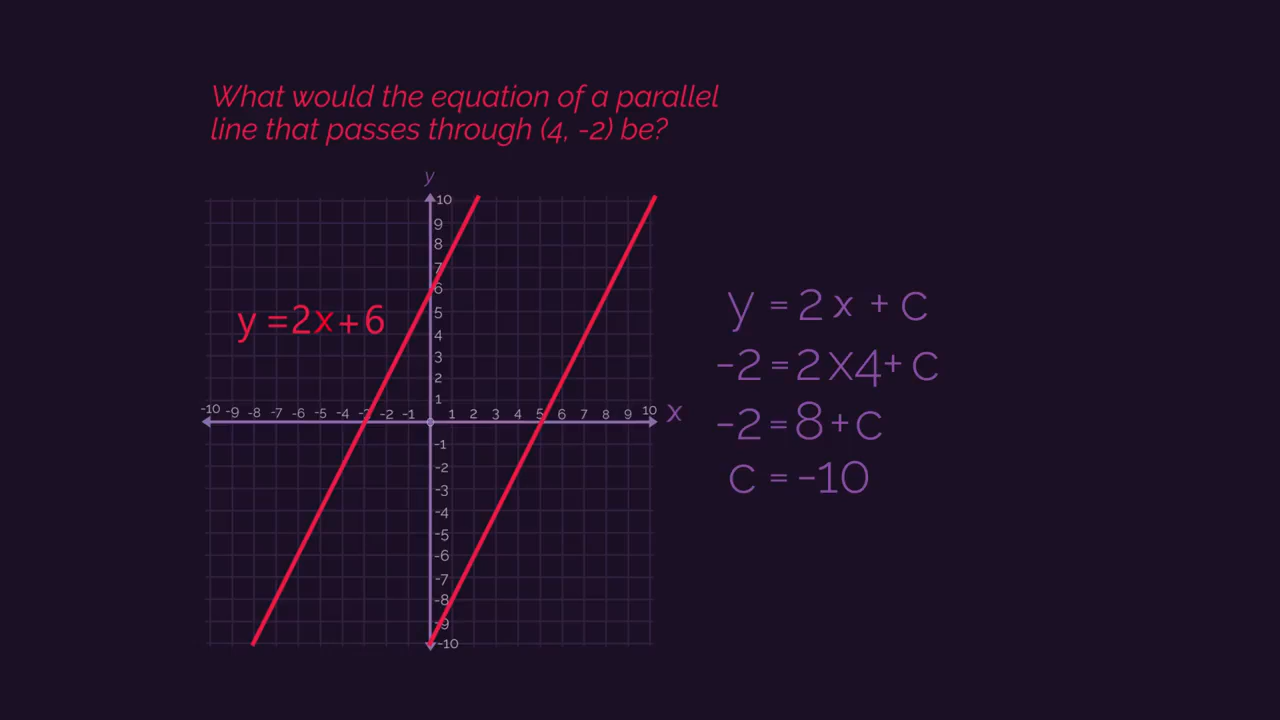 What would the equation of a parallel
line that passes through (4, -2) be?
y
10
9
8
7
6
5
4
3
2
1
-10 -9 -8 -7 -6 -5 -4 -3 -2 -1 1 2 3 4 5 6 7 8 9 10 x
-1
-2
-3
-4
-5
-6
-7
-8
-9
-10
y =2x+6
y = 2x + c
-2 = 2x4+ c
-2 = 8 + c
c = -10